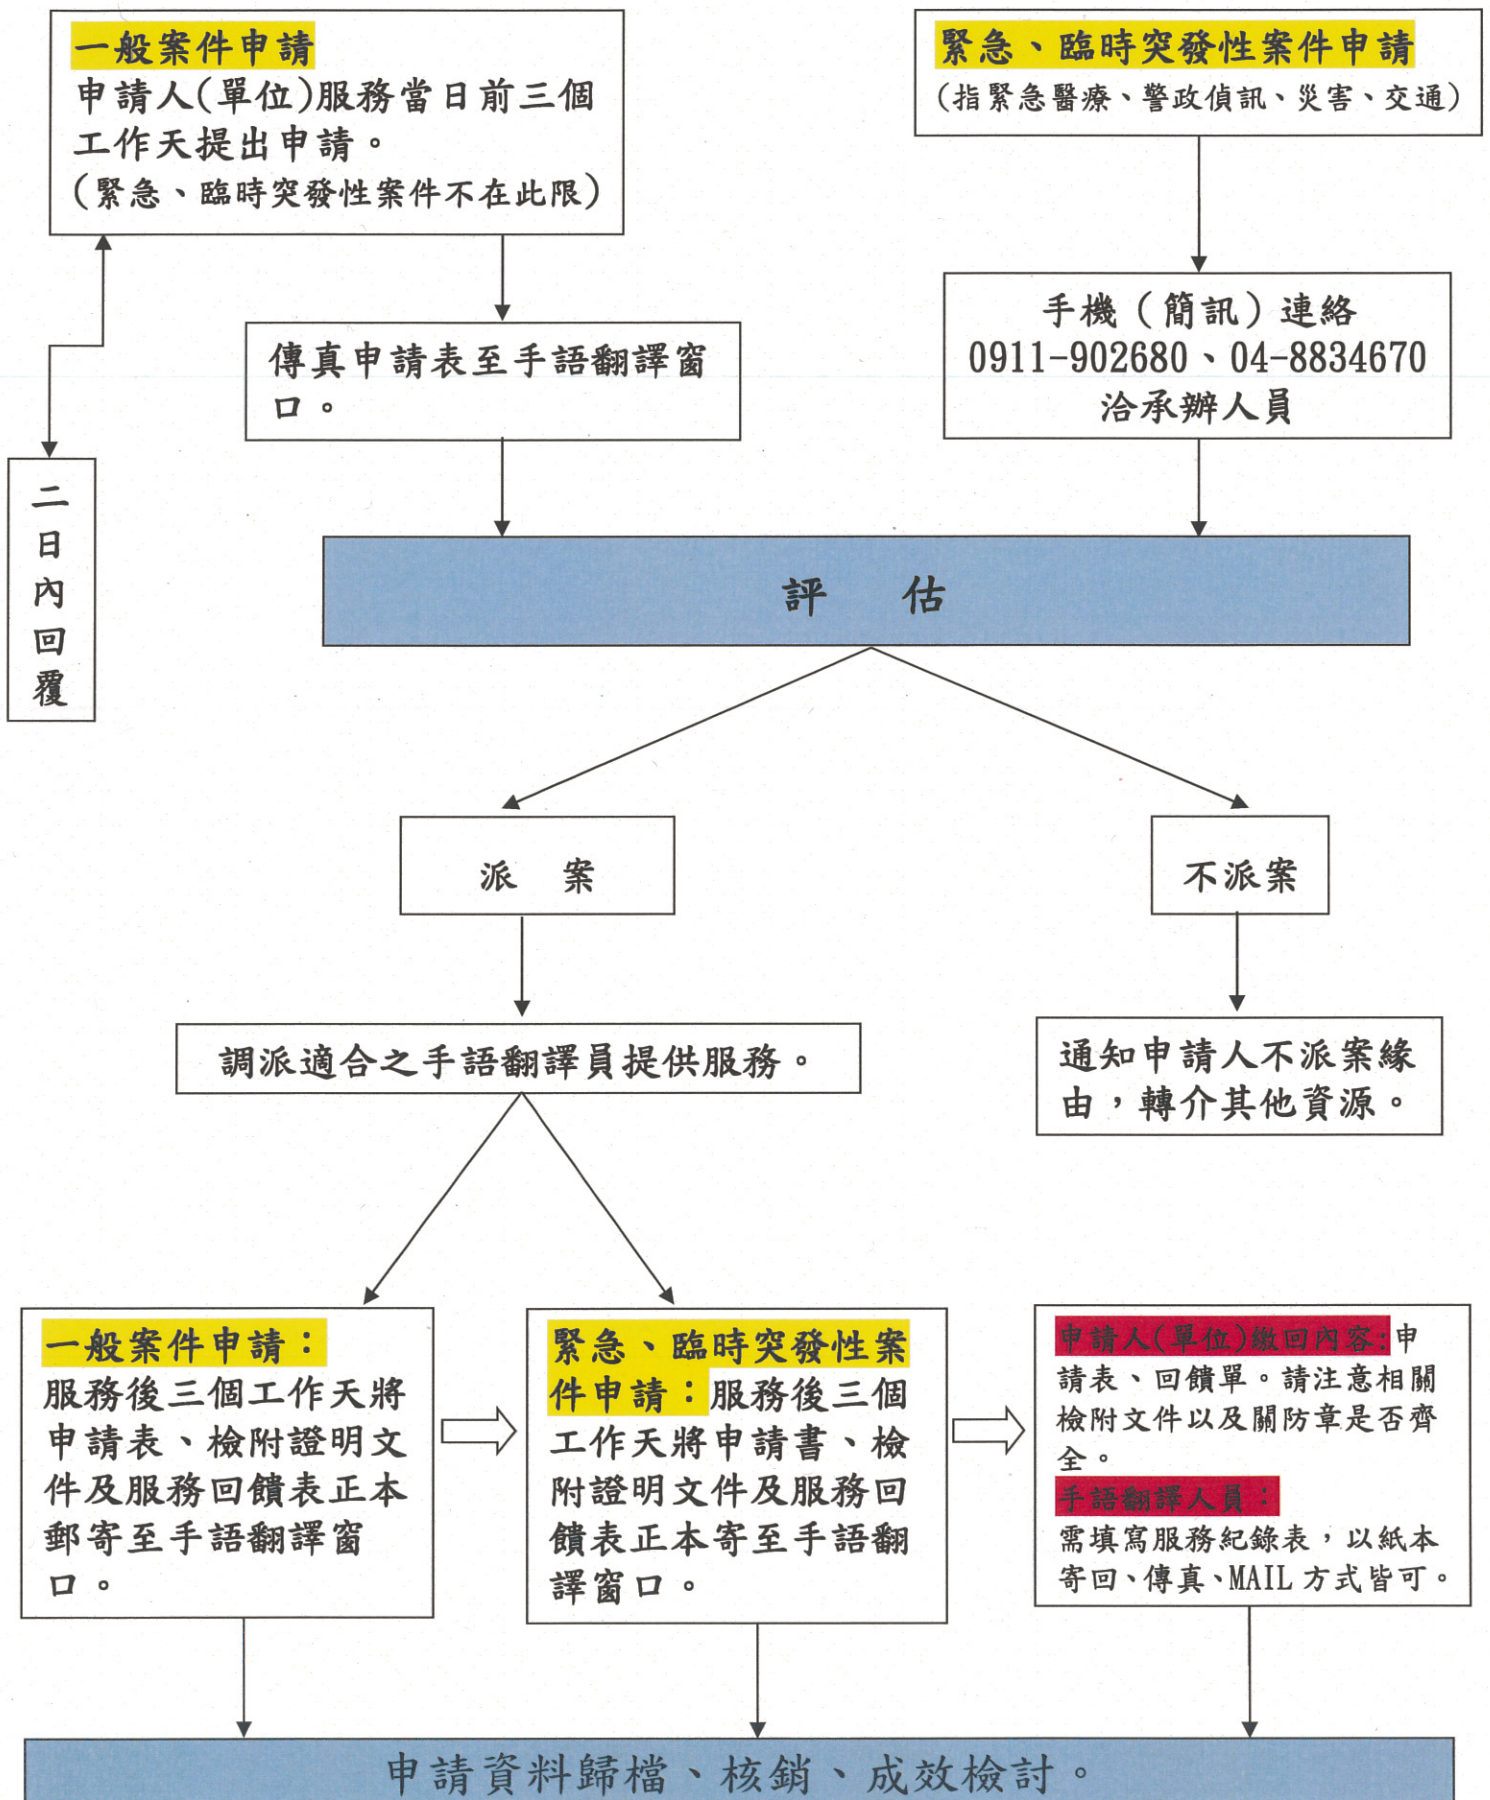 一般案件申請
申請人(單位)服務當日前三個
工作天提出申請。
(緊急、臨時突發性案件不在此限)
緊急、臨時突發性案件申請
(指緊急醫療、警政偵訊、災害、交通)
傳真申請表至手語翻譯窗
口。
手機（簡訊）連絡
0911-902680、04-8834670
洽承辦人員
二
日
內
回
覆
評 估
派 案
不派案
調派適合之手語翻譯員提供服務。
通知申請人不派案緣
由，轉介其他資源。
一般案件申請：
服務後三個工作天將
申請表、檢附證明文
件及服務回饋表正本
郵寄至手語翻譯窗
口。
緊急、臨時突發性案
件申請：服務後三個
工作天將申請書、檢
附證明文件及服務回
饋表正本寄至手語翻
譯窗口。
申請人(單位)繳回內容:申
請表、回饋單。請注意相關
檢附文件以及關防章是否齊
全。
手語翻譯人員：
需填寫服務紀錄表，以紙本
寄回、傳真、MAIL 方式皆可。
申請資料歸檔、核銷、成效檢討。